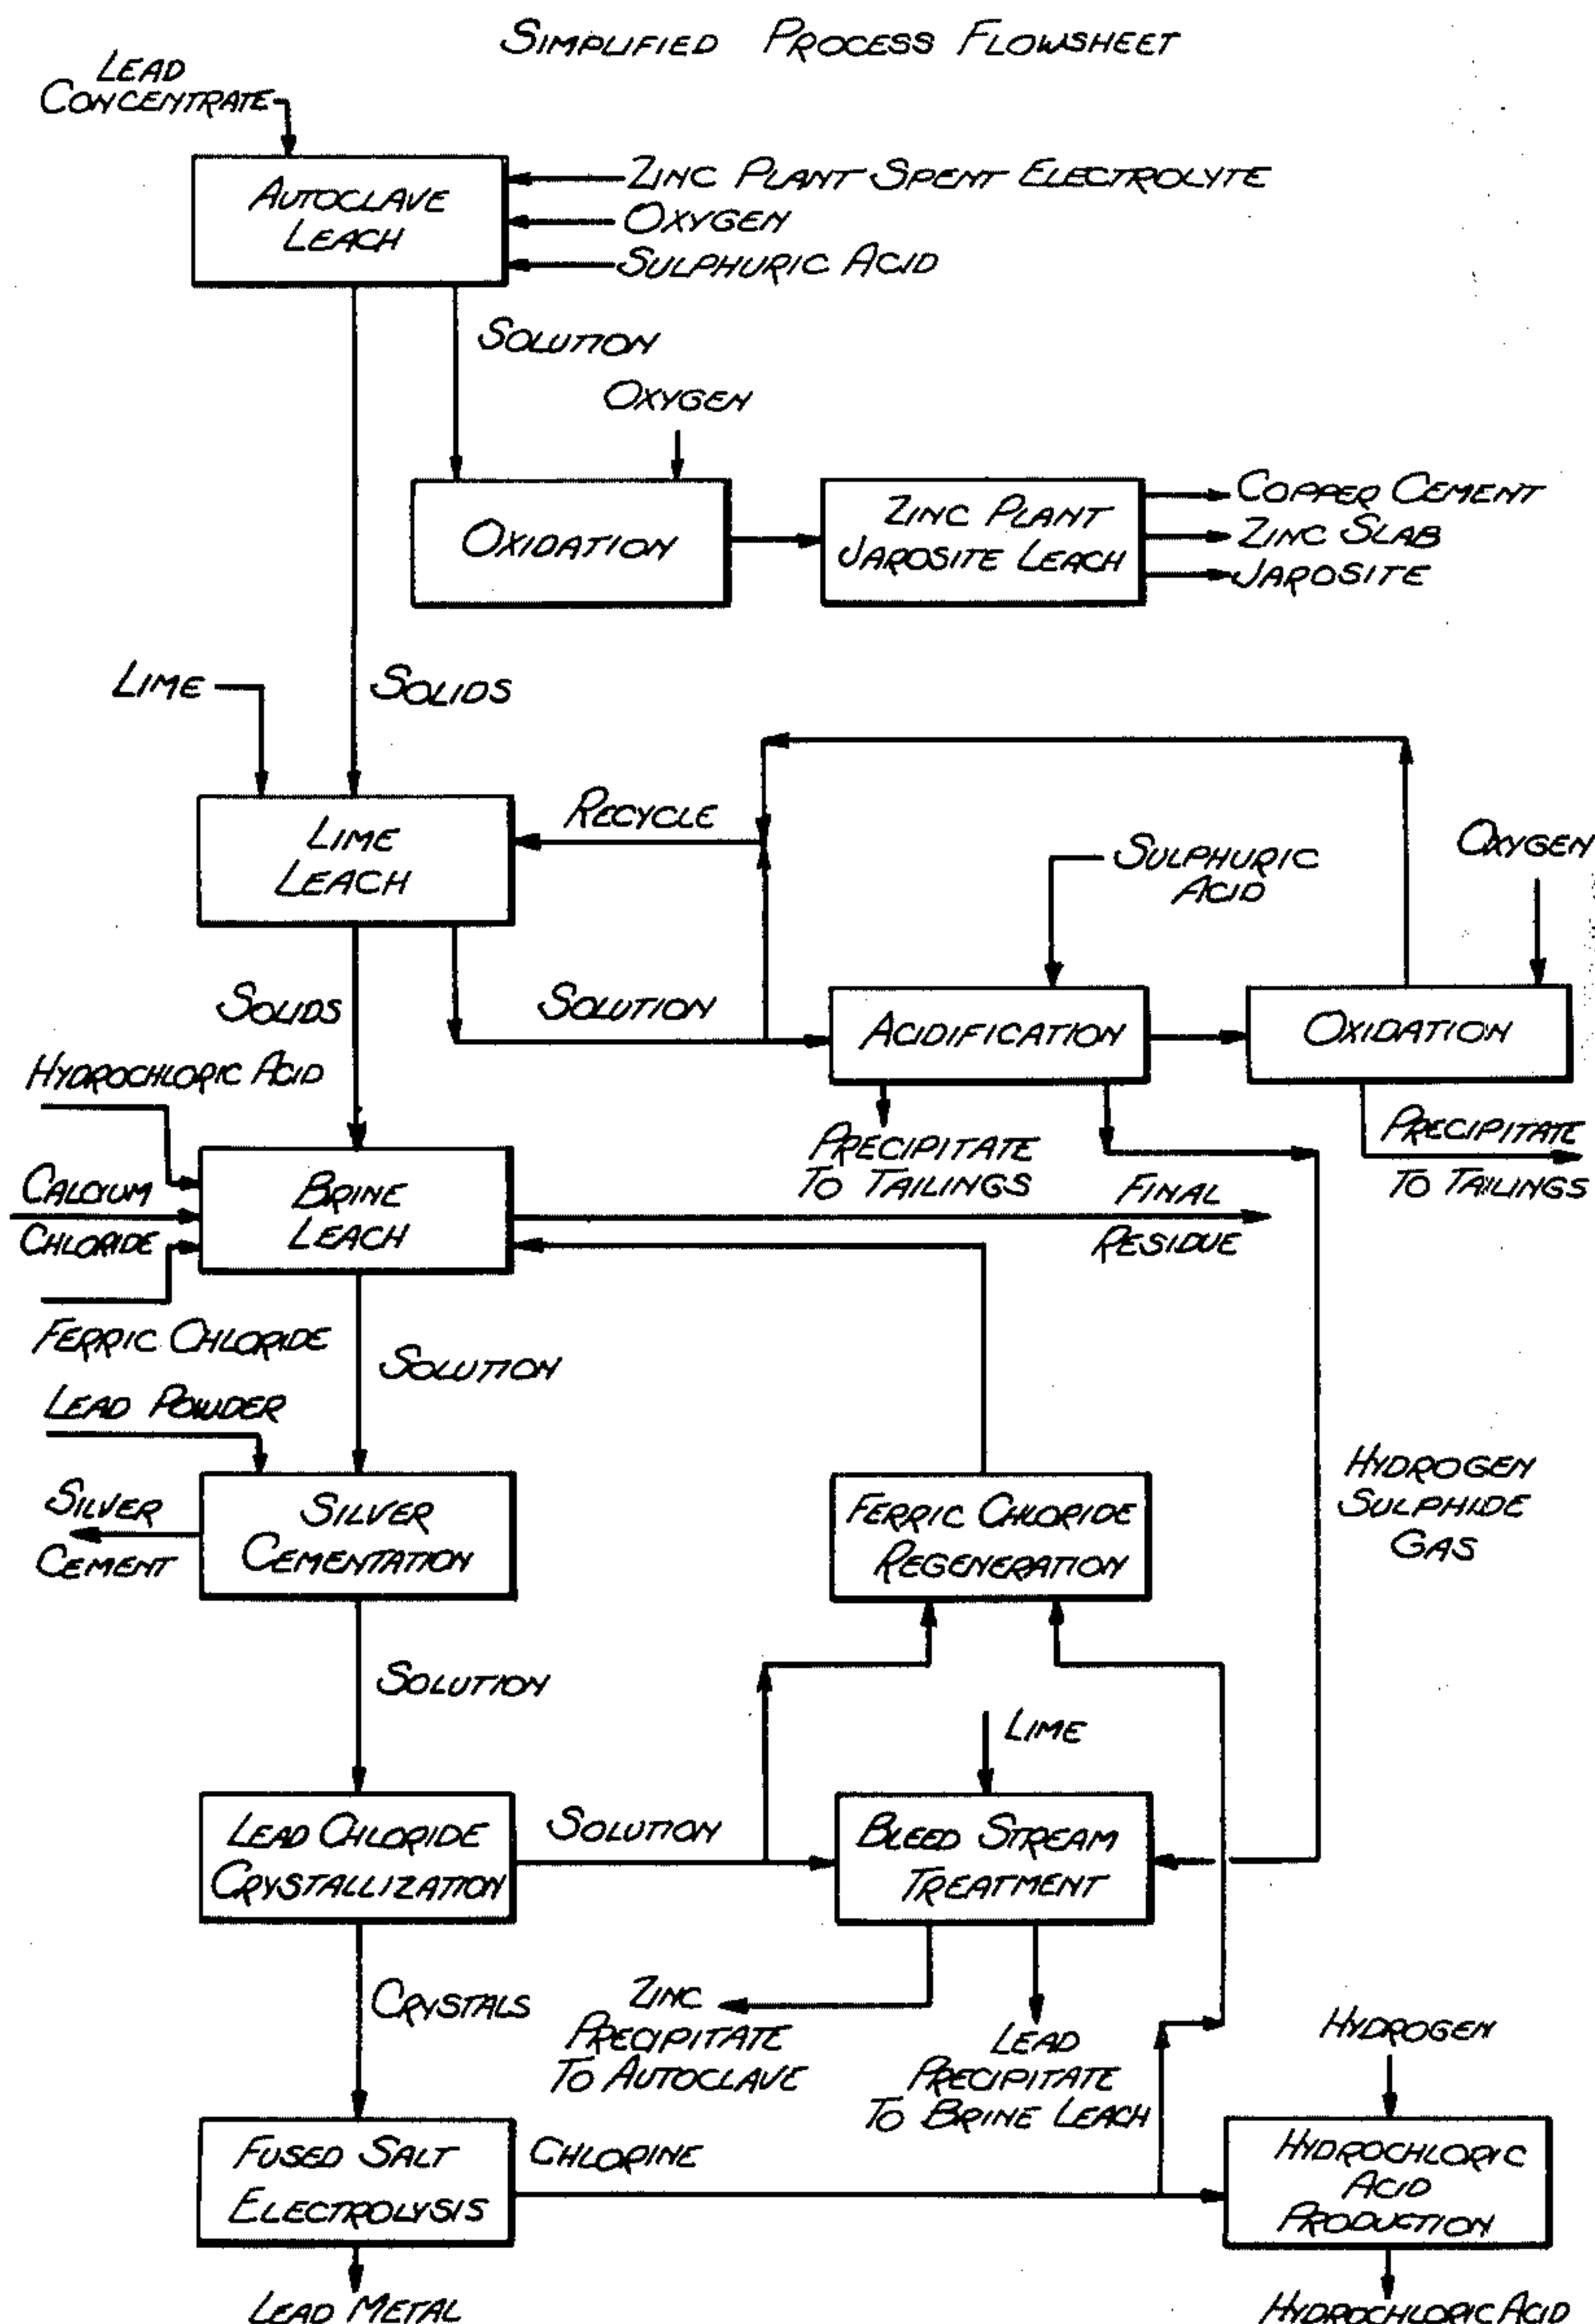 SIMPLIFIED PROCESS FLOWSHEET
LEAD
CONCENTRATE
AUTOCLAVE
LEACH
ZINC PLANT SPENT ELECTROLYTE
OXYGEN
SULPHURIC ACID
SOLUTION
OXYGEN
OXIDATION
ZINC PLANT
JAROSITE LEACH
COPPER CEMENT
ZINC SLAB
JAROSITE
LIME
SOLIDS
LIME
LEACH
RECYCLE
SULPHURIC
ACID
OXYGEN
SOLIDS
SOLUTION
ACIDIFICATION
OXIDATION
HYDROCHLORIC ACID
PRECIPITATE
TO TAILINGS
PRECIPITATE
TO TAILINGS
CALCIUM
CHLORIDE
BRINE
LEACH
FINAL
RESIDUE
FERRIC CHLORIDE
SOLUTION
LEAD POWDER
SILVER
CEMENT
SILVER
CEMENTATION
FERRIC CHLORIDE
REGENERATION
HYDROGEN
SULPHIDE
GAS
SOLUTION
LIME
LEAD CHLORIDE
CRYSTALLIZATION
SOLUTION
BLEED STREAM
TREATMENT
CRYSTALS
ZINC
PRECIPITATE
TO AUTOCLAVE
LEAD
PRECIPITATE
TO BRINE LEACH
HYDROGEN
FUSED SALT
ELECTROLYSIS
CHLORINE
HYDROCHLORIC
ACID
PRODUCTION
LEAD METAL
HYDROCHLORIC ACID